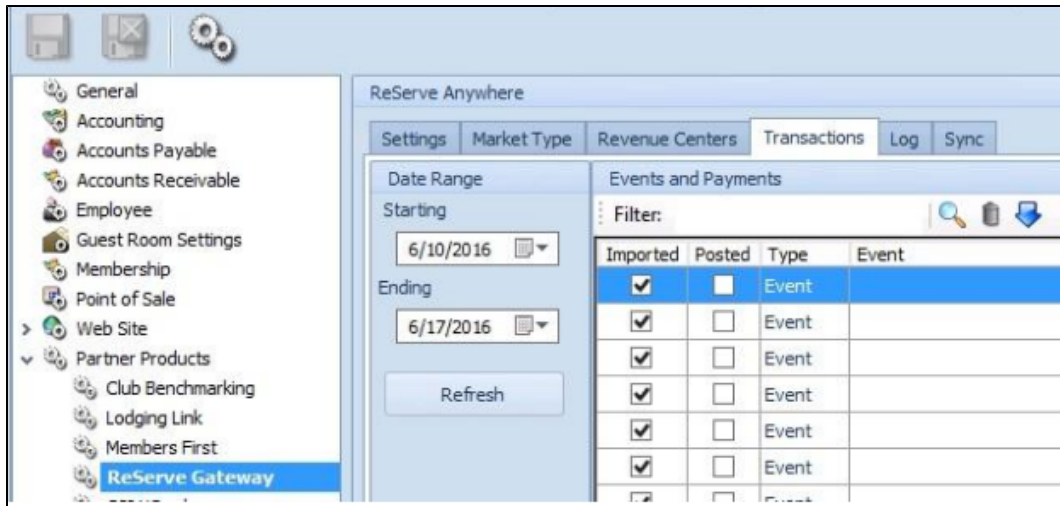 General
Accounting
Accounts Payable
Accounts Receivable
Employee
Guest Room Settings
Membership
Point of Sale
Web Site
Partner Products
Club Benchmarking
Lodging Link
Members First
ReServe Gateway
ReServe Anywhere
Settings Market Type Revenue Centers Transactions Log Sync
Date Range
Starting
6/10/2016
Ending
6/17/2016
Refresh
Events and Payments
Filter:
Imported Posted Type Event
Event
Event
Event
Event
Event
Event